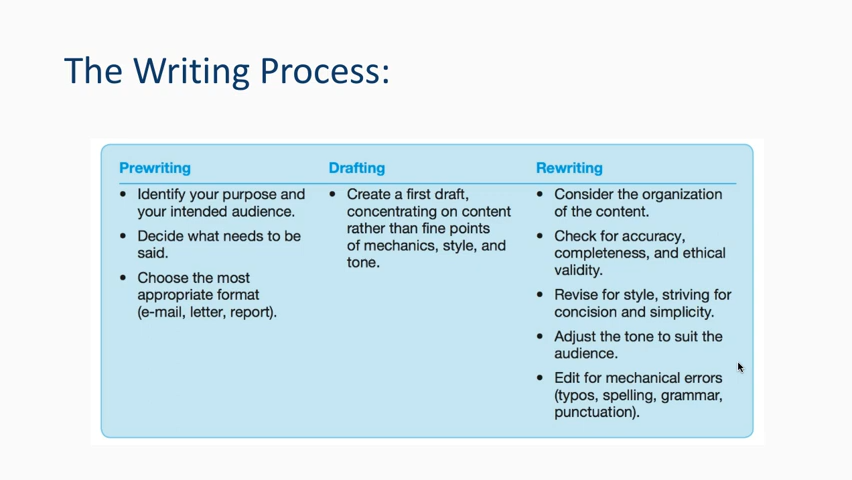 The Writing Process:
Prewriting
• Identify your purpose and
your intended audience.
• Decide what needs to be
said.
• Choose the most
appropriate format
(e-mail, letter, report).
Drafting
• Create a first draft,
concentrating on content
rather than fine points
of mechanics, style, and
tone.
Rewriting
• Consider the organization
of the content.
• Check for accuracy,
completeness, and ethical
validity.
• Revise for style, striving for
concision and simplicity.
• Adjust the tone to suit the
audience.
• Edit for mechanical errors
(typos, spelling, grammar,
punctuation).